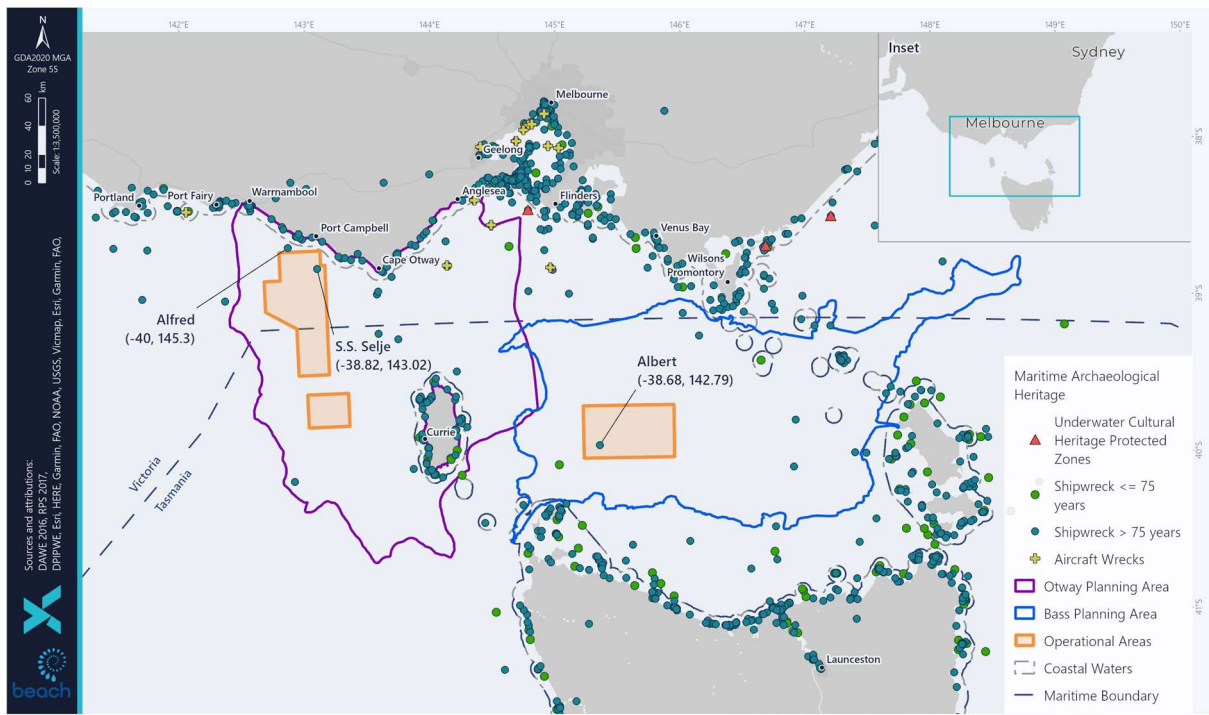 N
GDA2020 MGA
Zone 55
0 10 20 40 60
km
Scale: 1:3,500,000
Sources and attributions:
DAWE 2016, RPS 2017,
DPIPWE, Esri, HERE, Garmin, FAO, NOAA, USGS, Vicmap, Esri, Garmin, FAO,
beach
142°E
143°E
144°E
145°E
146°E
147°E
148°E
149°E
150°E
38°S
39°S
40°S
41°S
Inset
Sydney
Melbourne
Melbourne
Geelong
Portland
Port Fairy
Warrnambool
Anglesea
Flinders
Port Campbell
Venus Bay
Cape Otway
Wilsons
Promontory
Alfred
(-40, 145.3)
S.S. Selje
(-38.82, 143.02)
Albert
(-38.68, 142.79)
Currie
Victoria
Tasmania
Launceston
Maritime Archaeological
Heritage
Underwater Cultural
Heritage Protected
Zones
Shipwreck <= 75
years
Shipwreck > 75 years
Aircraft Wrecks
Otway Planning Area
Bass Planning Area
Operational Areas
Coastal Waters
Maritime Boundary